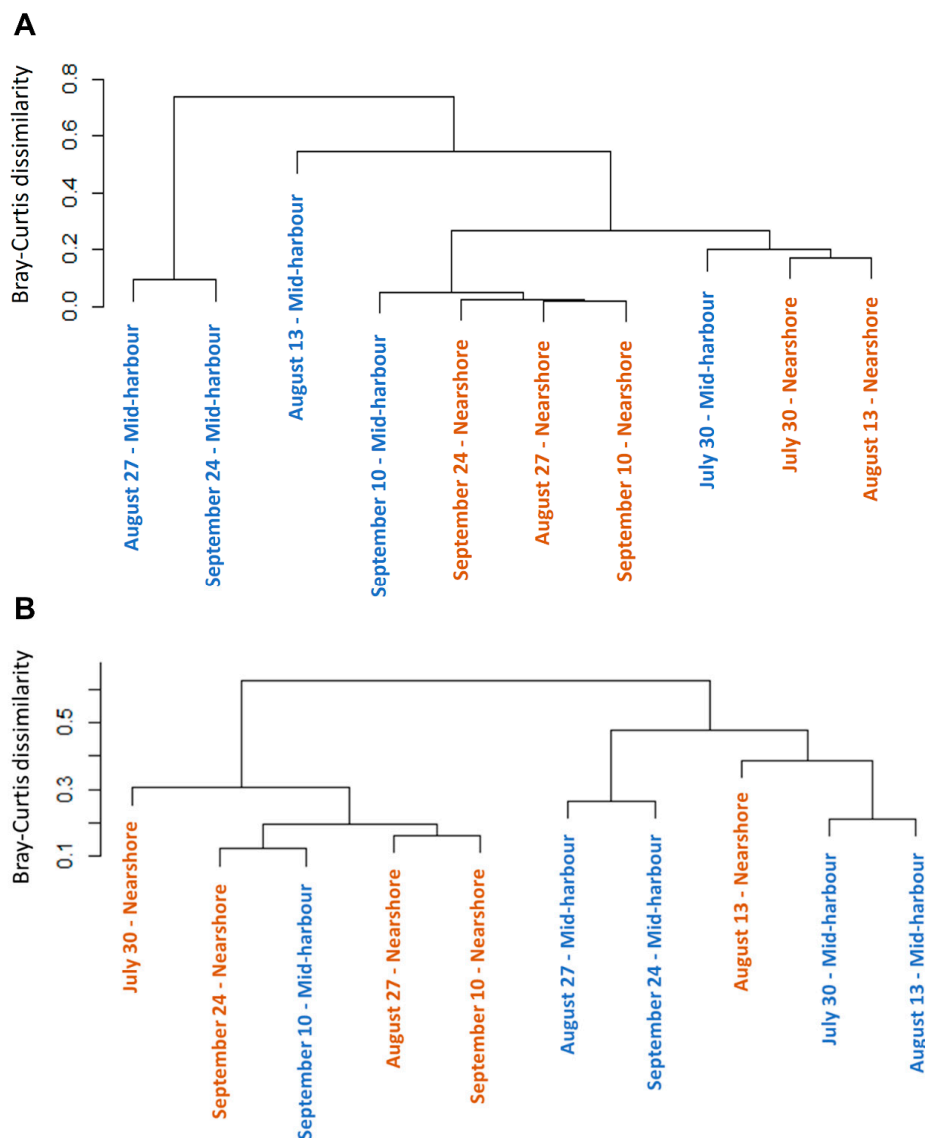 A
Bray-Curtis dissimilarity
0.8
0.6
0.4
0.2
0.0
August 27 - Mid-harbour
September 24 - Mid-harbour
August 13 - Mid-harbour
September 10 - Mid-harbour
September 24 - Nearshore
August 27 - Nearshore
September 10 - Nearshore
July 30 - Mid-harbour
July 30 - Nearshore
August 13 - Nearshore
B
Bray-Curtis dissimilarity
0.5
0.3
0.1
July 30 - Nearshore
September 24 - Nearshore
September 10 - Mid-harbour
August 27 - Nearshore
September 10 - Nearshore
August 27 - Mid-harbour
September 24 - Mid-harbour
August 13 - Nearshore
July 30 - Mid-harbour
August 13 - Mid-harbour